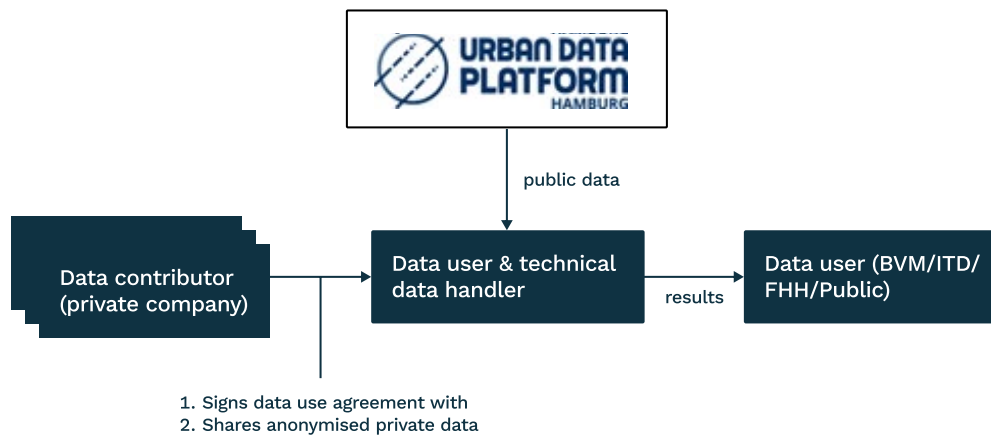 URBAN DATA
PLATFORM
HAMBURG
public data
Data contributor
(private company)
Data user & technical
data handler
results
Data user (BVM/ITD/
FHH/Public)
1. Signs data use agreement with
2. Shares anonymised private data